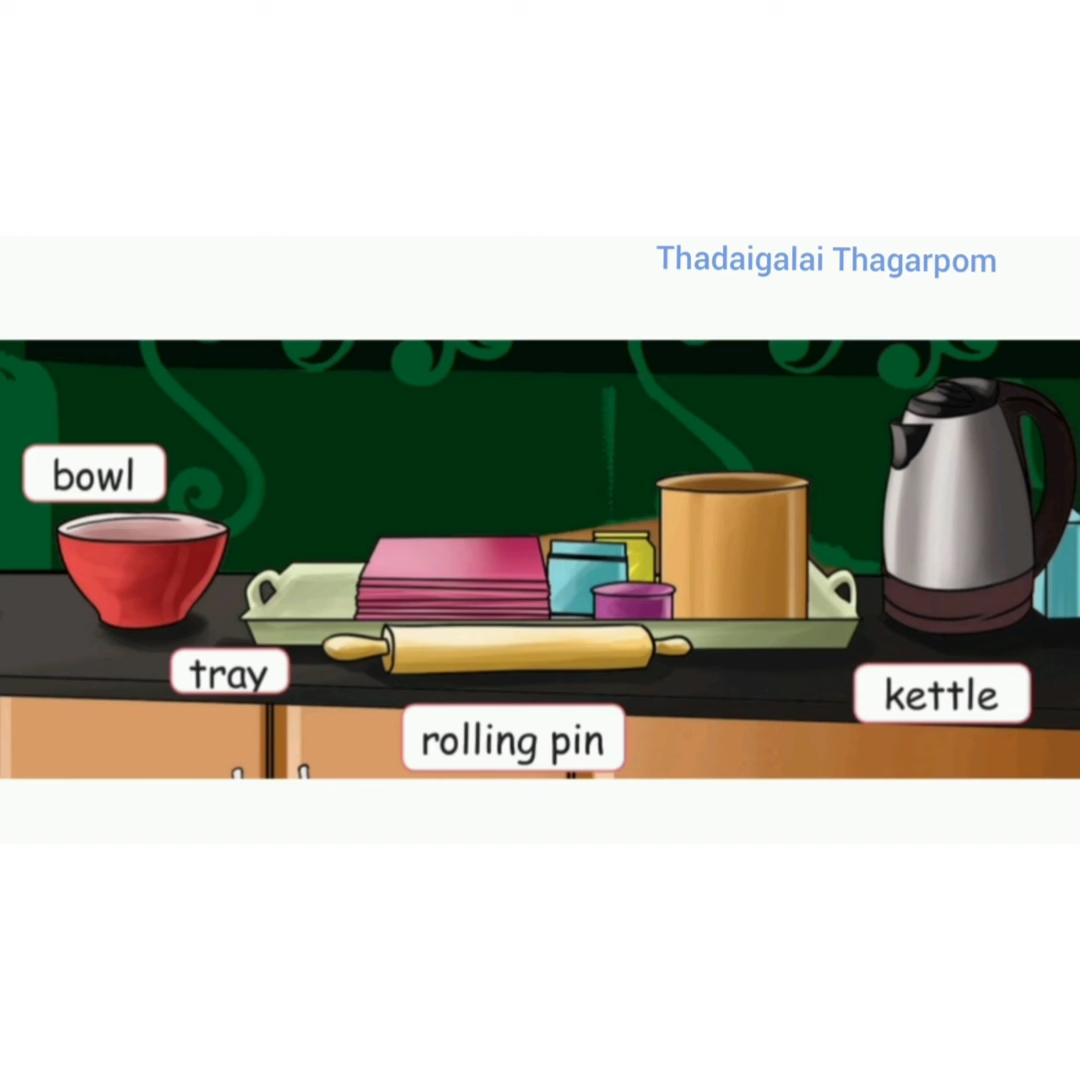 Thadaigalai Thagarpom
bowl
tray
kettle
rolling pin